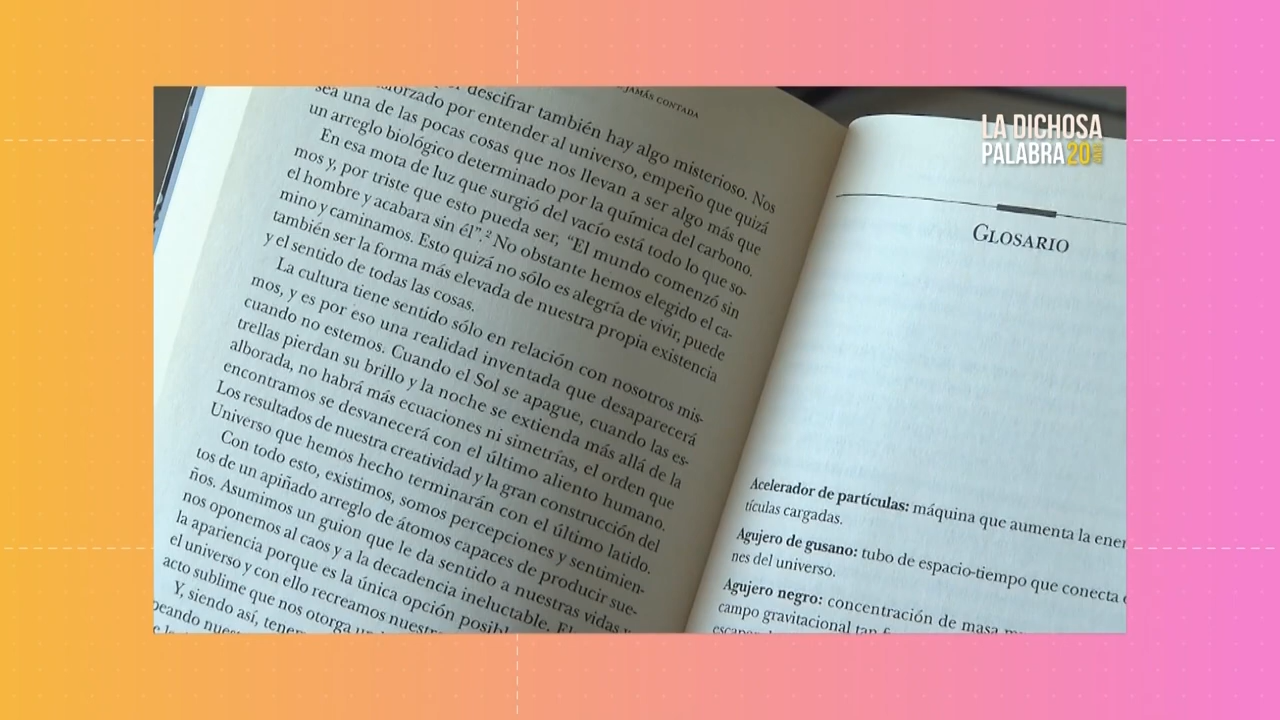 JAMÁS CONTADA
descifrar también hay algo misterioso. Nos
forzado por entender al universo, empeño que quizá
sea una de las pocas cosas que nos llevan a ser algo más que
un arreglo biológico determinado por la química del carbono.
En esa mota de luz que surgió del vacío está todo lo que so-
mos y, por triste que esto pueda ser, “El mundo comenzó sin
el hombre y acabara sin él”.² No obstante hemos elegido el ca-
mino y caminamos. Esto quizá no sólo es alegría de vivir, puede
también ser la forma más elevada de nuestra propia existencia
y el sentido de todas las cosas.
La cultura tiene sentido sólo en relación con nosotros mis-
mos, y es por eso una realidad inventada que desaparecerá
cuando no estemos. Cuando el Sol se apague, cuando las es-
trellas pierdan su brillo y la noche se extienda más allá de la
alborada, no habrá más ecuaciones ni simetrías, el orden que
encontramos se desvanecerá con el último aliento humano.
Los resultados de nuestra creatividad y la gran construcción del
Universo que hemos hecho terminarán con el último latido.
Con todo esto, existimos, somos percepciones y sentimien-
tos de un apiñado arreglo de átomos capaces de producir sue-
ños. Asumimos un guion que le da sentido a nuestras vidas y
nos oponemos al caos y a la decadencia ineluctable. El
la apariencia porque es la única opción
el universo y con ello recreamos
acto sublime que nos otorga
Y, siendo así,
LA DICHOSA
PALABRA 20
GLOSARIO
Acelerador de partículas: máquina que aumenta la
tículas cargadas.
Agujero de gusano: tubo de espacio-tiempo que conecta
nes del universo.
Agujero negro: concentración de masa
campo gravitacional tan